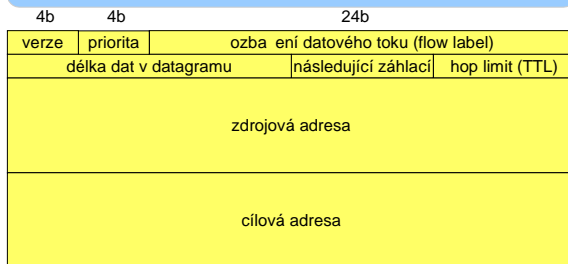 4b 4b 24b
verze priorita ozba ení datového toku (flow label)
délka dat v datagramu následující záhlací hop limit (TTL)
zdrojová adresa
cílová adresa